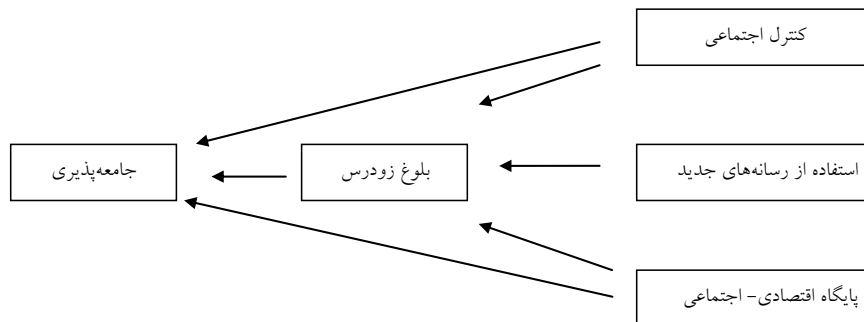 کنترل اجتماعی
استفاده از رسانه‌های جدید
بلوغ زودرس
جامعه‌پذیری
پایگاه اقتصادی- اجتماعی